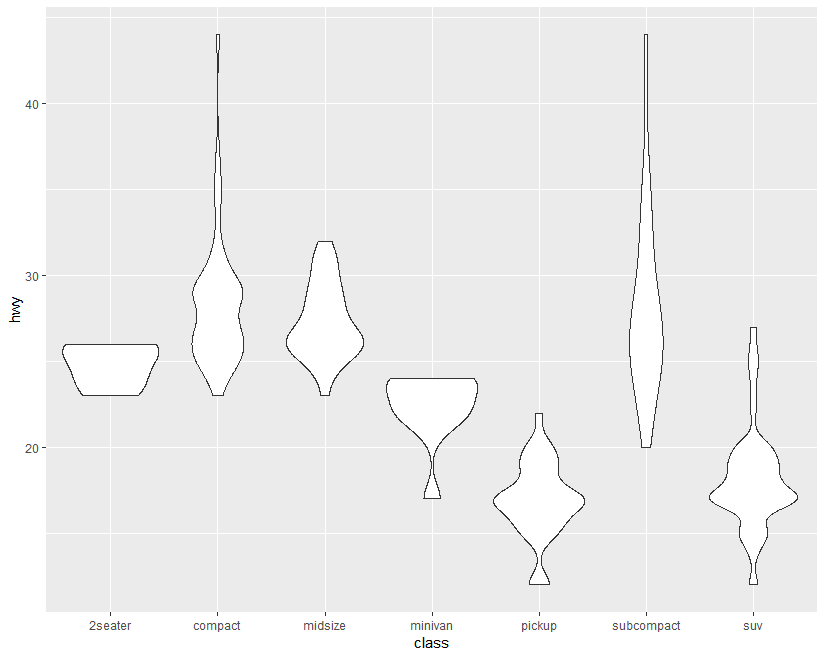 40
30
20
hwy
2seater compact midsize minivan pickup subcompact suv
class